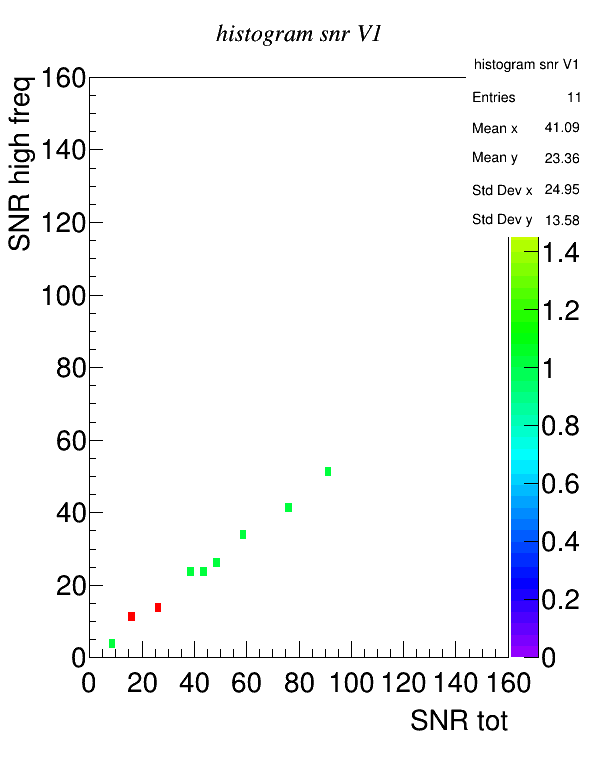 histogram snr V1
histogram snr V1
Entries 11
Mean x 41.09
Mean y 23.36
Std Dev x 24.95
Std Dev y 13.58
SNR high freq
160
140
120
100
80
60
40
20
0
1.4
1.2
1
0.8
0.6
0.4
0.2
0
0 20 40 60 80 100 120 140 160
SNR tot